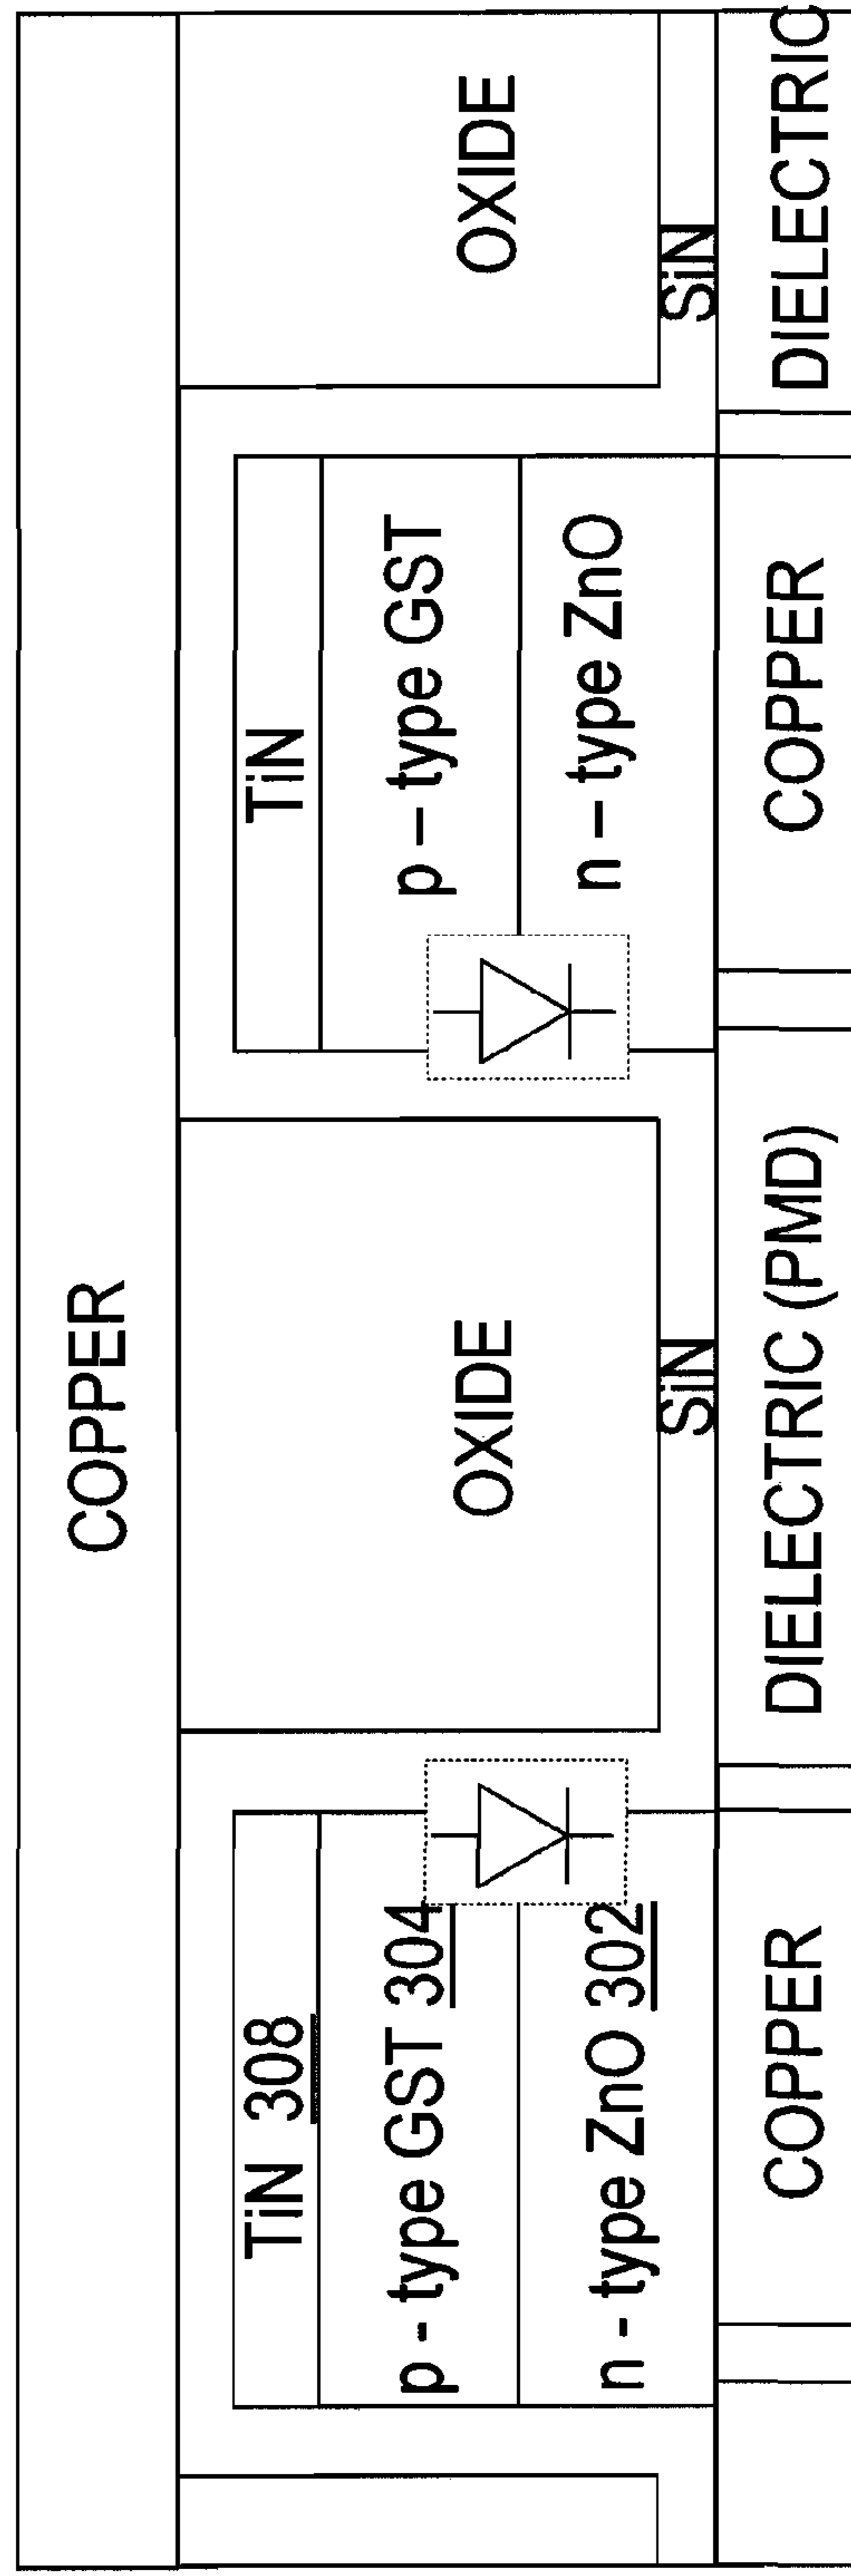 COPPER
TiN 308
TiN
p - type GST 304
OXIDE
p – type GST
OXIDE
n - type ZnO 302
n – type ZnO
SiN
SiN
COPPER
DIELECTRIC (PMD)
COPPER
DIELECTRIC